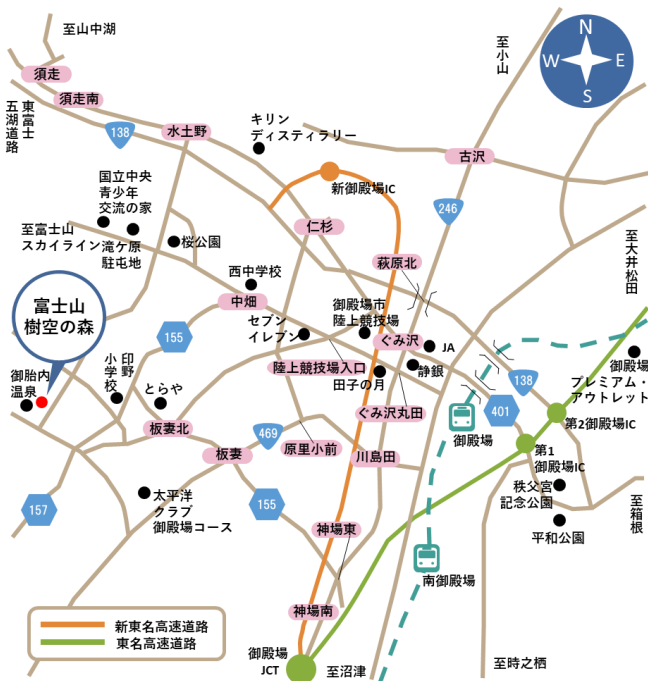 至山中湖
須走
須走南
東富士
五湖道路
138
水土野
キリン
ディスティラリー
至小山
N
W
E
S
古沢
新御殿場IC
国立中央
青少年
交流の家
至富士山
スカイライン
滝ケ原
駐屯地
桜公園
仁杉
246
萩原北
至大井松田
西中学校
中畑
富士山
樹空の森
155
セブン
イレブン
御殿場市
陸上競技場
ぐみ沢
JA
静銀
陸上競技場入口
田子の月
御殿場
プレミアム・
アウトレット
138
401
御胎内
温泉
印野
小学校
とらや
ぐみ沢丸田
御殿場
第2御殿場IC
板妻北
板妻
469
原里小前
川島田
第1
御殿場IC
秩父宮
記念公園
平和公園
至箱根
157
太平洋
クラブ
御殿場コース
155
神場東
南御殿場
神場南
新東名高速道路
東名高速道路
御殿場
JCT
至沼津
至時之栖